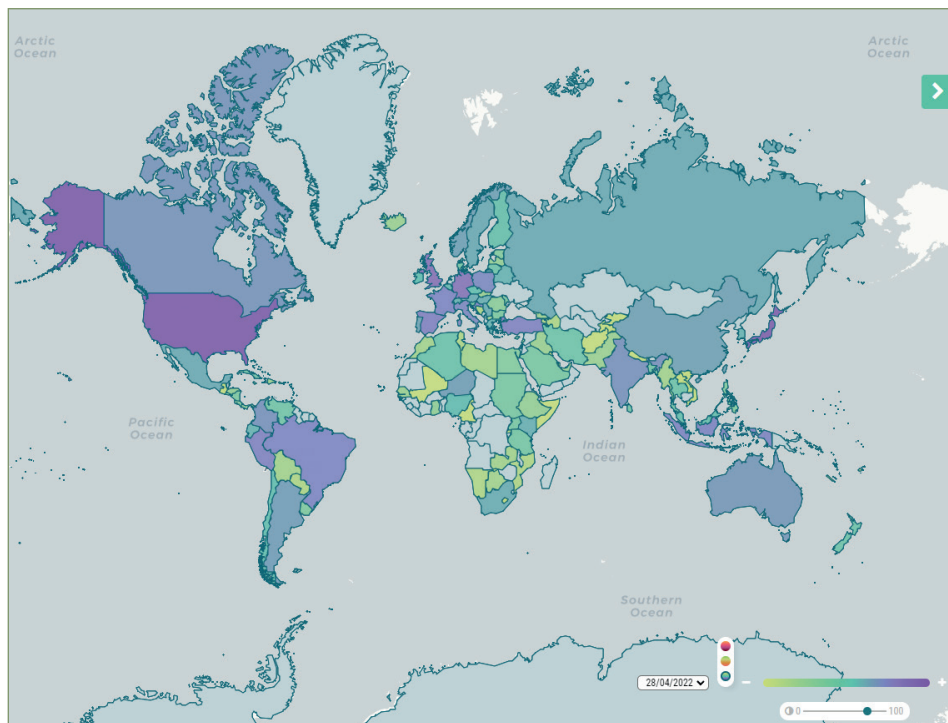 Arctic
Ocean
Arctic
Ocean
Pacific
Ocean
Indian
Ocean
Southern
Ocean
28/04/2022
− +
0 100